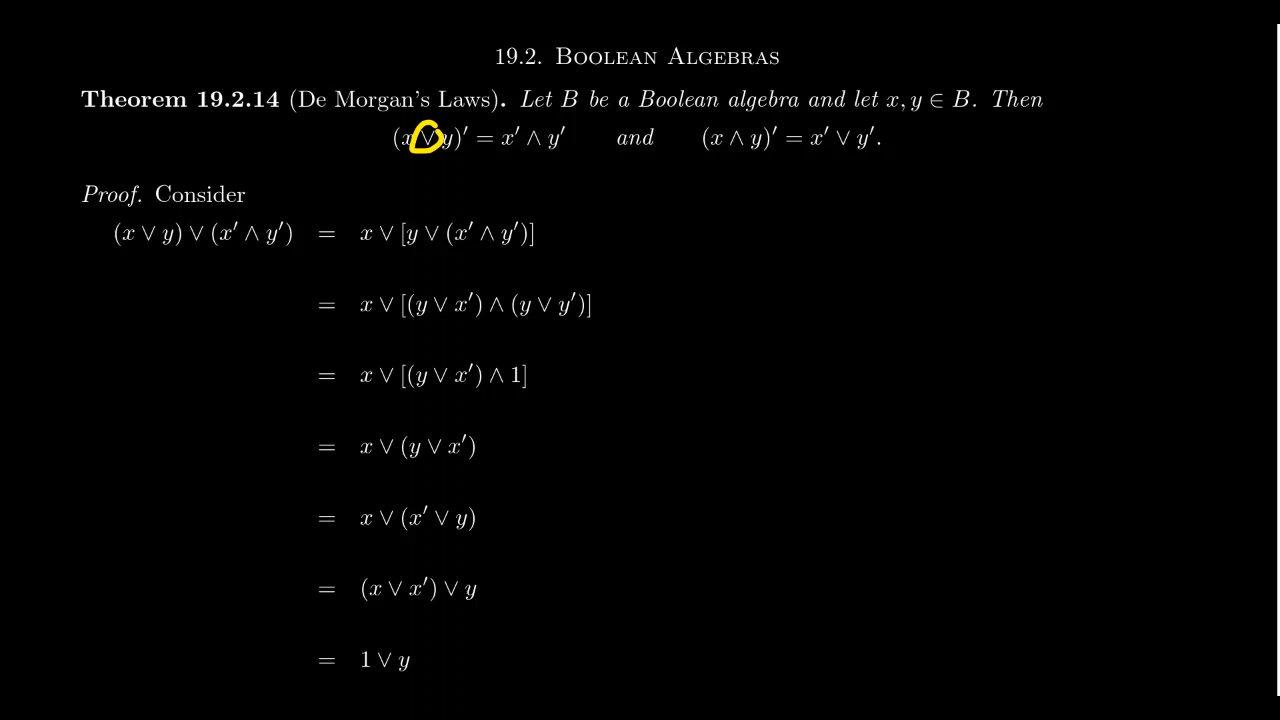 19.2. Boolean Algebras
Theorem 19.2.14 (De Morgan's Laws). Let B be a Boolean algebra and let x, y ∈ B. Then
(x ∨ y)′ = x′ ∧ y′ and (x ∧ y)′ = x′ ∨ y′.
Proof. Consider
(x ∨ y) ∨ (x′ ∧ y′) = x ∨ [y ∨ (x′ ∧ y′)]
= x ∨ [(y ∨ x′) ∧ (y ∨ y′)]
= x ∨ [(y ∨ x′) ∧ 1]
= x ∨ (y ∨ x′)
= x ∨ (x′ ∨ y)
= (x ∨ x′) ∨ y
= 1 ∨ y